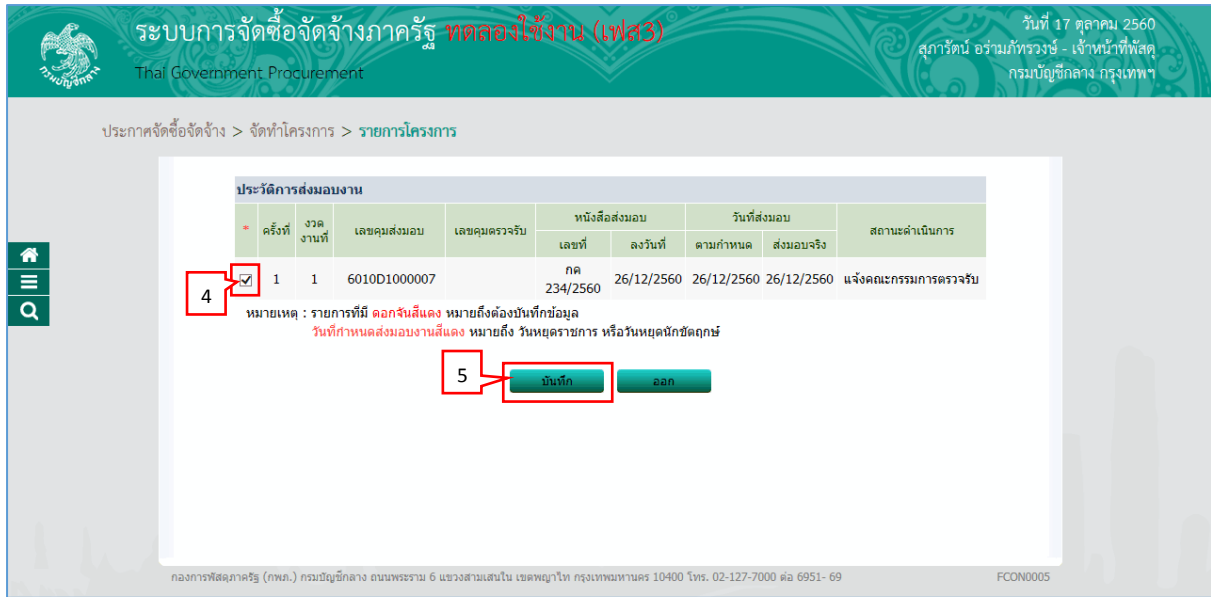 ระบบการจัดซื้อจัดจ้างภาครัฐ ทดลองใช้งาน (เฟส3)
Thai Government Procurement
วันที่ 17 ตุลาคม 2560
สุภารัตน์ อร่ามภัทรวงษ์ - เจ้าหน้าที่พัสดุ
กรมบัญชีกลาง กรุงเทพฯ
กรมบัญชีกลาง
ประกาศจัดซื้อจัดจ้าง > จัดทำโครงการ > รายการโครงการ
ประวัติการส่งมอบงาน
* ครั้งที่ งวดงานที่ เลขคุมส่งมอบ เลขคุมตรวจรับ หนังสือส่งมอบ วันที่ส่งมอบ สถานะดำเนินการ
เลขที่ ลงวันที่ ตามกำหนด ส่งมอบจริง
1 1 6010D1000007 กค 234/2560 26/12/2560 26/12/2560 26/12/2560 แจ้งคณะกรรมการตรวจรับ
4
หมายเหตุ : รายการที่มี ดอกจันสีแดง หมายถึงต้องบันทึกข้อมูล
วันที่กำหนดส่งมอบงานสีแดง หมายถึง วันหยุดราชการ หรือวันหยุดนักขัตฤกษ์
5
บันทึก ออก
กองการพัสดุภาครัฐ (กพภ.) กรมบัญชีกลาง ถนนพระราม 6 แขวงสามเสนใน เขตพญาไท กรุงเทพมหานคร 10400 โทร. 02-127-7000 ต่อ 6951- 69
FCON0005